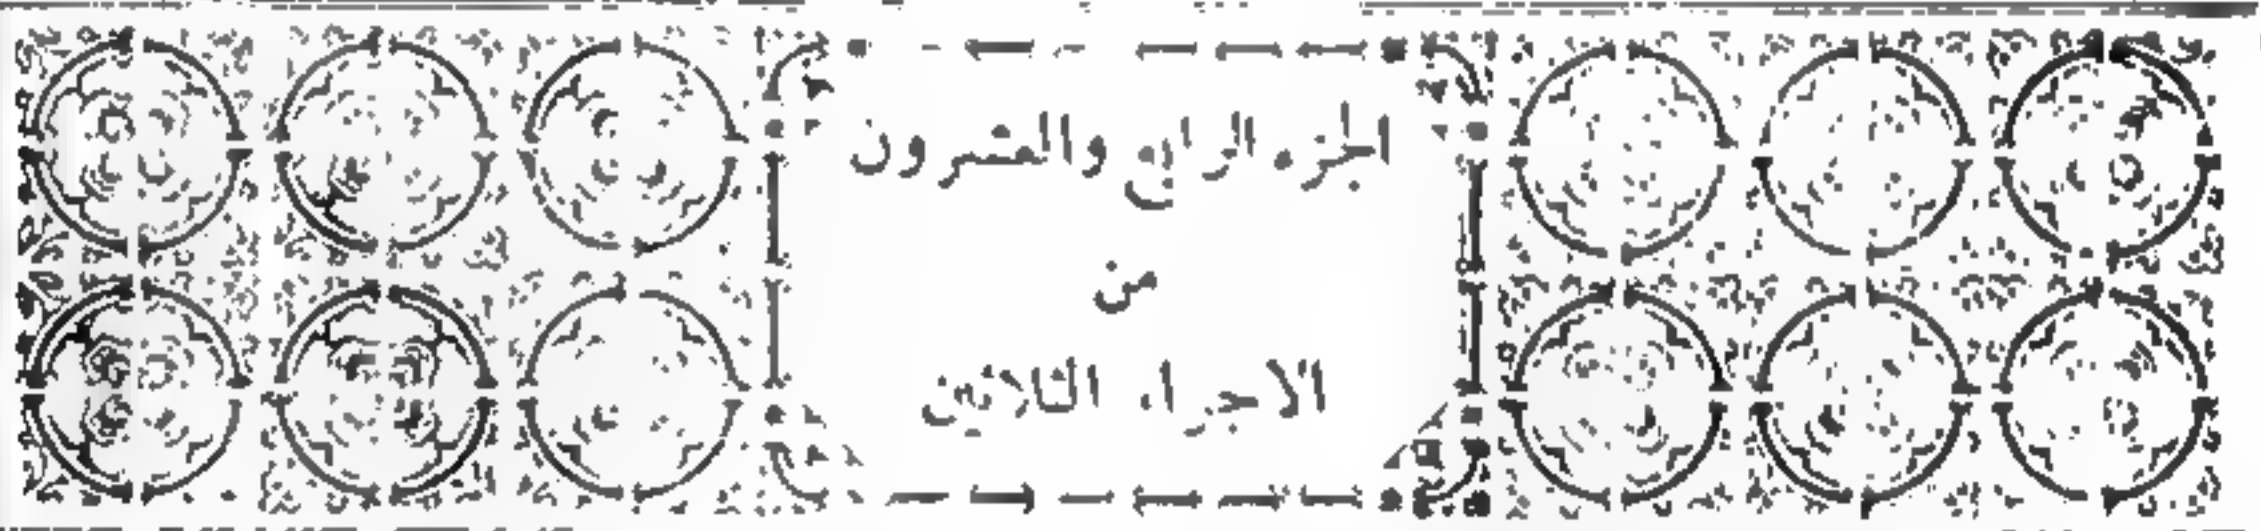 الجزء الرابع والعشرون
من
الاجزاء الثلاثين